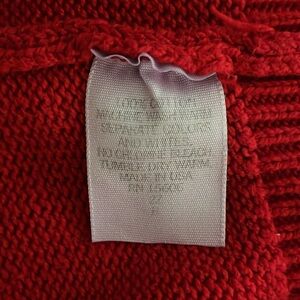 100% COTTON
MACHINE WASH WARM
SEPARATE COLORS
AND WHITES,
NO CHLORINE BLEACH
TUMBLE DRY WARM
MADE IN USA
RN 15606